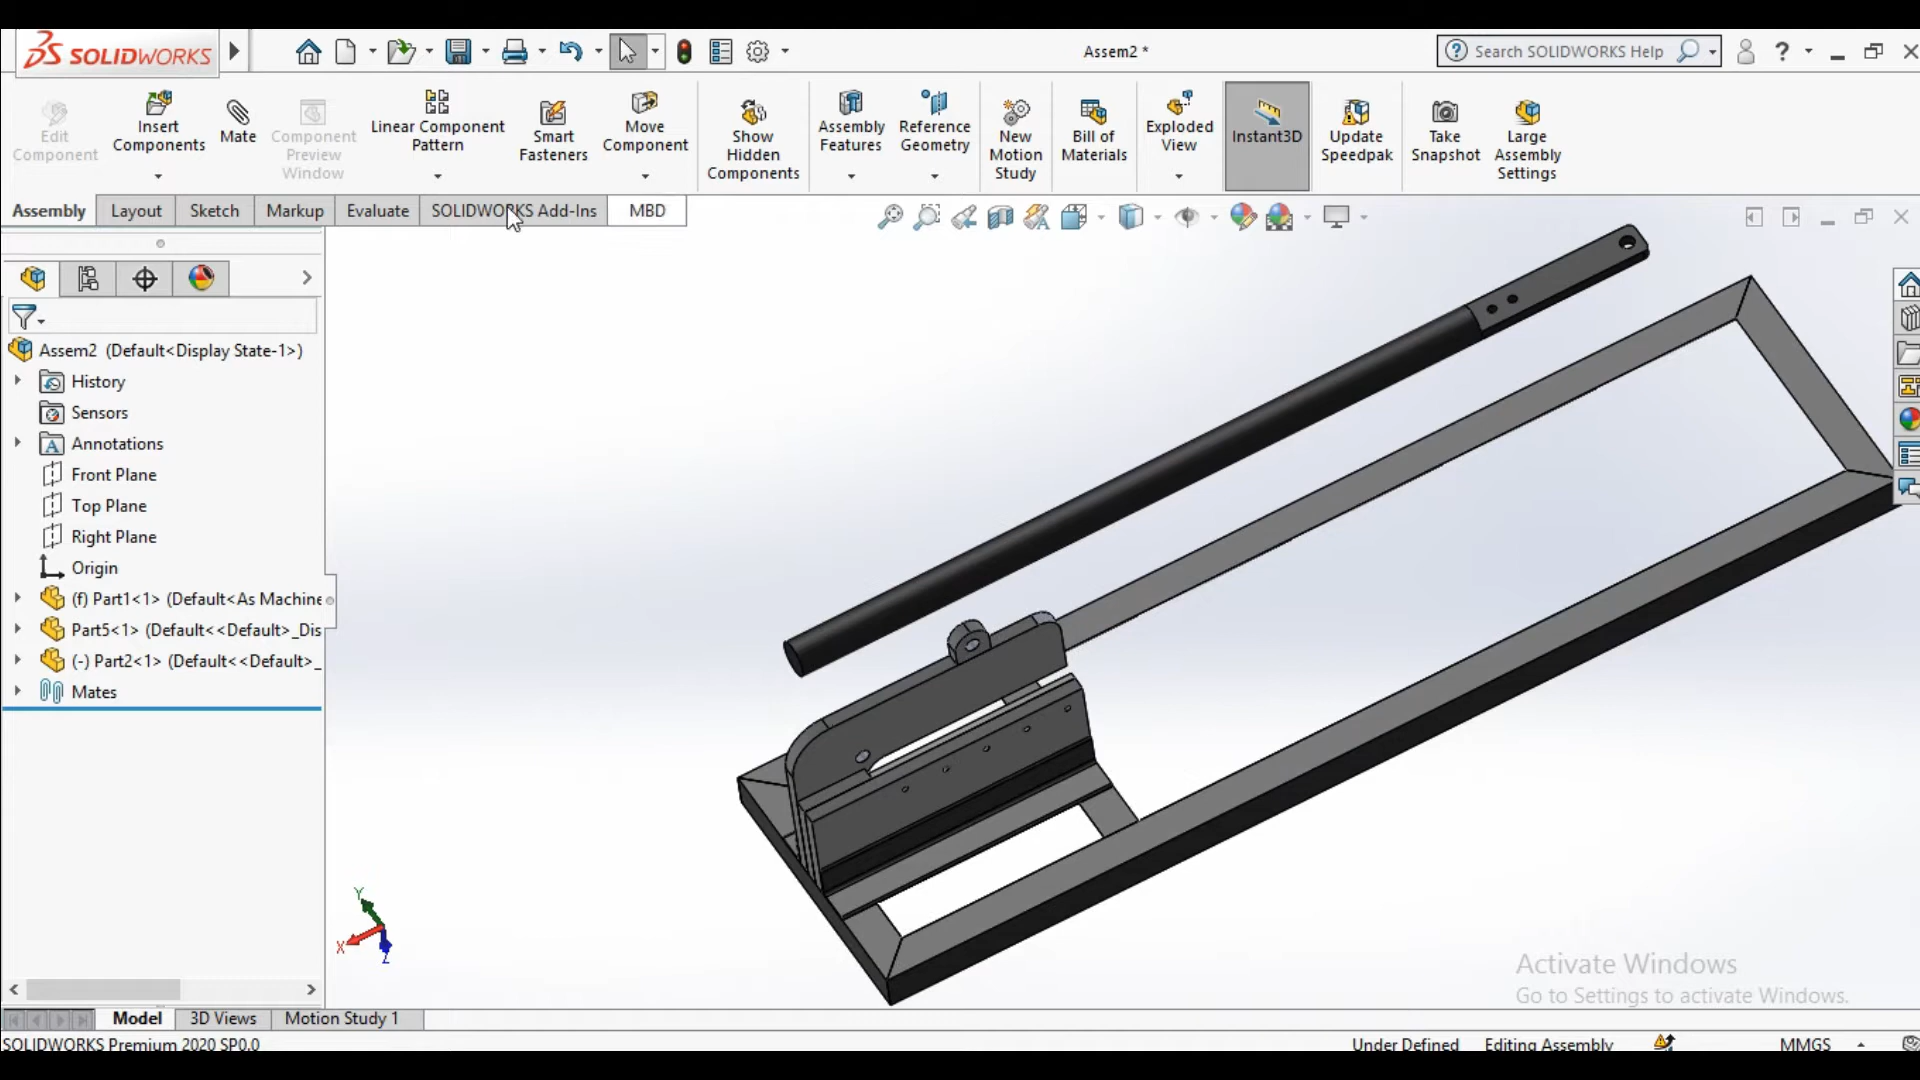 SOLIDWORKS
Assem2 *
Search SOLIDWORKS Help
Edit
Component
Insert
Components
Mate
Component
Preview
Window
Linear Component
Pattern
Smart
Fasteners
Move
Component
Show
Hidden
Components
Assembly
Features
Reference
Geometry
New
Motion
Study
Bill of
Materials
Exploded
View
Instant3D
Update
Speedpak
Take
Snapshot
Large
Assembly
Settings
Assembly
Layout
Sketch
Markup
Evaluate
SOLIDWORKS Add-Ins
MBD
Assem2 (Default<Display State-1>)
History
Sensors
Annotations
Front Plane
Top Plane
Right Plane
Origin
(f) Part1<1> (Default<As Machine
Part5<1> (Default<<Default>_Dis
(-) Part2<1> (Default<<Default>_
Mates
Y
X
Z
Activate Windows
Go to Settings to activate Windows.
Model
3D Views
Motion Study 1
SOLIDWORKS Premium 2020 SP0.0
Under Defined
Editing Assembly
MMGS